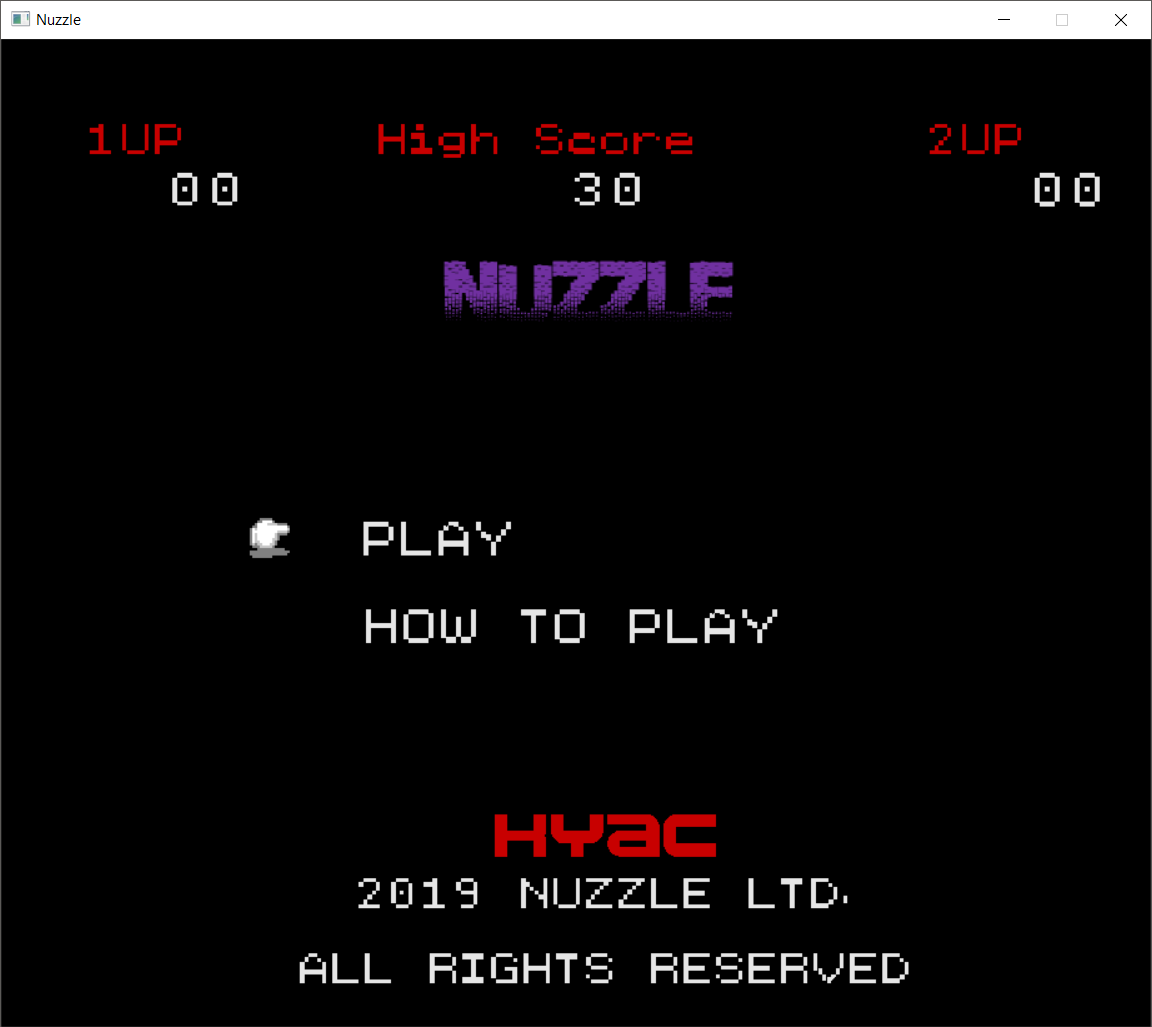 Nuzzle
1UP High Score 2UP
00 30 00
NUZZLE
PLAY
HOW TO PLAY
HYaC
2019 NUZZLE LTD.
ALL RIGHTS RESERVED